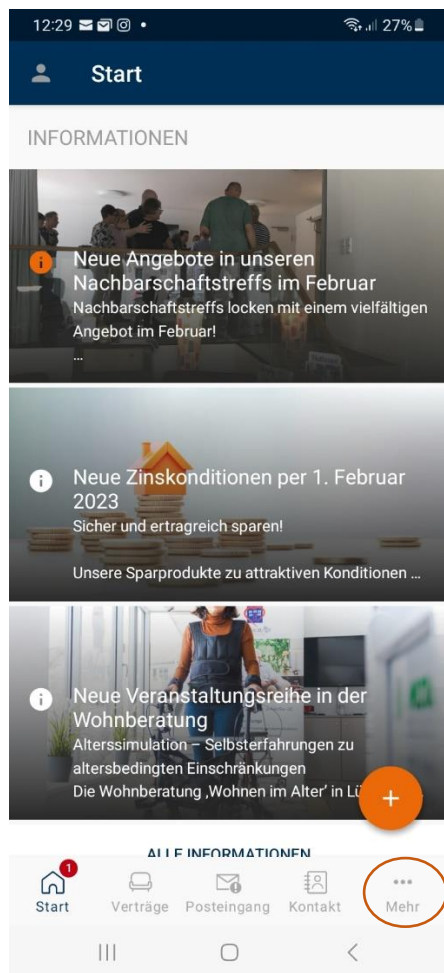 12:29
27%
Start
INFORMATIONEN
Neue Angebote in unseren
Nachbarschaftstreffs im Februar
Nachbarschaftstreffs locken mit einem vielfältigen
Angebot im Februar!
...
Neue Zinskonditionen per 1. Februar
2023
Sicher und ertragreich sparen!
Unsere Sparprodukte zu attraktiven Konditionen ...
Neue Veranstaltungsreihe in der
Wohnberatung
Alterssimulation – Selbsterfahrungen zu
altersbedingten Einschränkungen
Die Wohnberatung ‚Wohnen im Alter' in Lü
+
ALLE INFORMATIONEN
1
Start Verträge Posteingang Kontakt Mehr